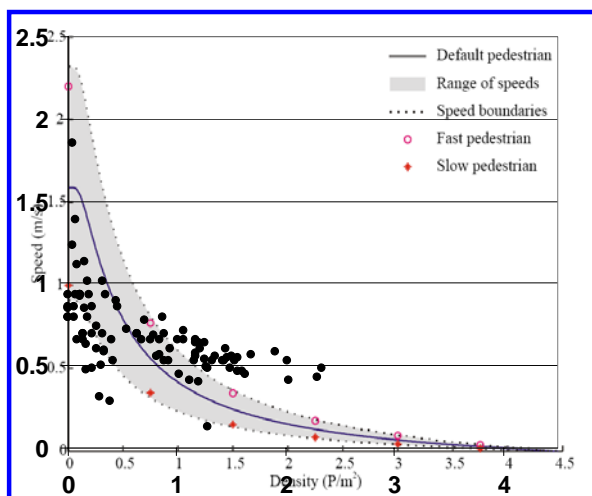 2.5 2.5
Default pedestrian
Range of speeds
2 2
Speed boundaries
Fast pedestrian
Slow pedestrian
1.5 1.5
Speed (m/s)
1 1
0.5 0.5
0 0
0 0.5 1 1.5 2 2.5 3 3.5 4 4.5
0 1 2 3 4
Density (P/m²)